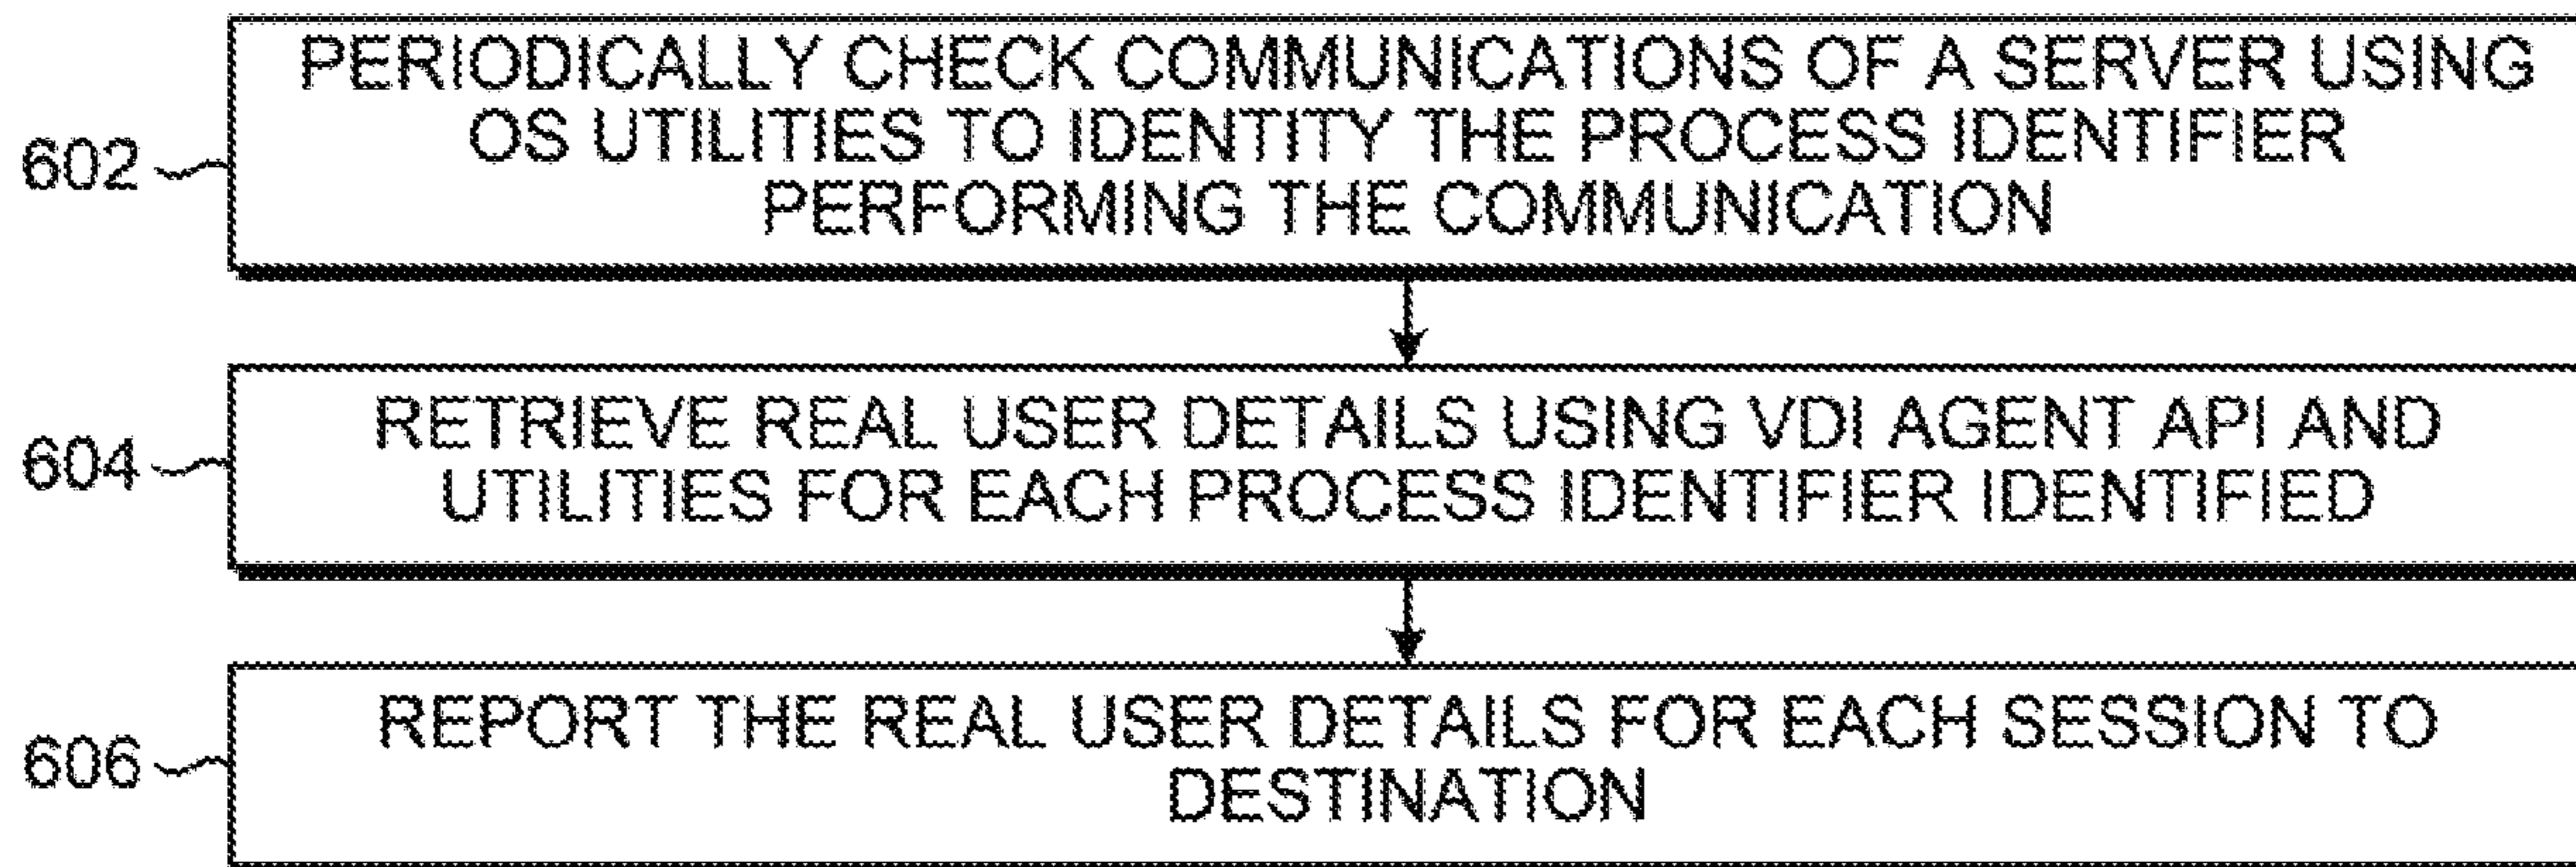 602
PERIODICALLY CHECK COMMUNICATIONS OF A SERVER USING
OS UTILITIES TO IDENTITY THE PROCESS IDENTIFIER
PERFORMING THE COMMUNICATION
604
RETRIEVE REAL USER DETAILS USING VDI AGENT API AND
UTILITIES FOR EACH PROCESS IDENTIFIER IDENTIFIED
606
REPORT THE REAL USER DETAILS FOR EACH SESSION TO
DESTINATION